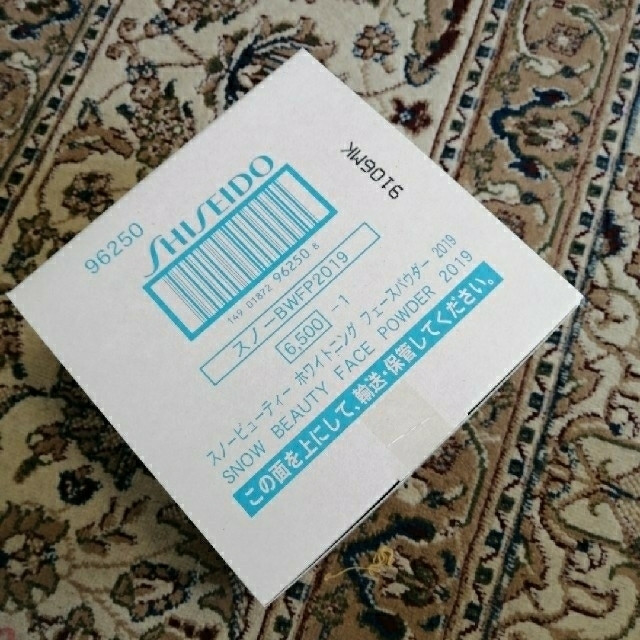 96250
SHISEIDO
149 01872 96250 8
9106MK
スノーBWFP2019
6,500 -1
スノービューティー ホワイトニング フェースパウダー 2019
SNOW BEAUTY FACE POWDER 2019
この面を上にして、輸送・保管してください。